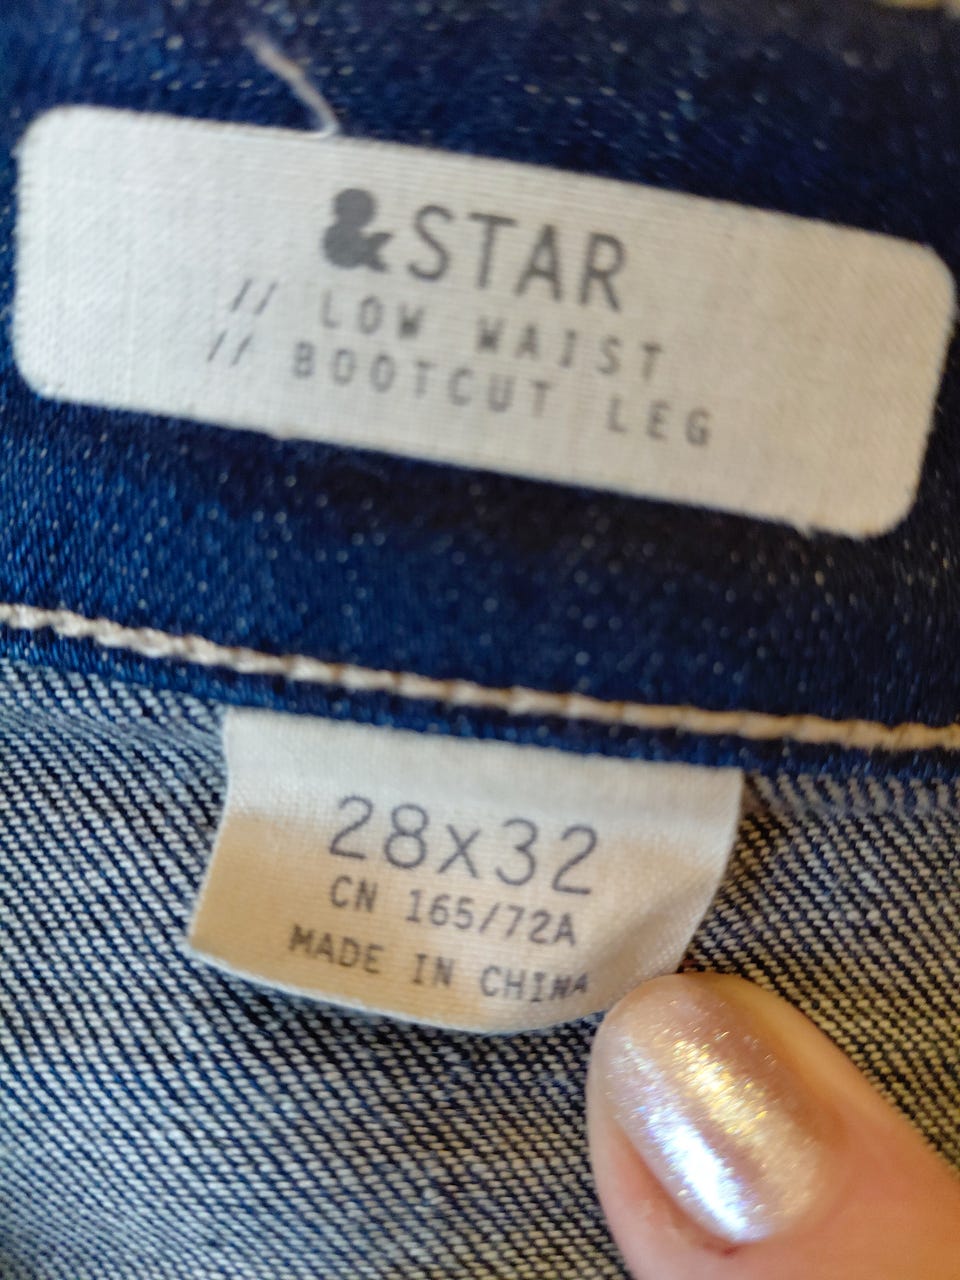 &STAR
// LOW WAIST
// BOOTCUT LEG
28x32
CN 165/72A
MADE IN CHINA